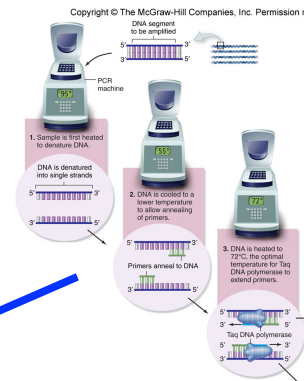 Copyright © The McGraw-Hill Companies, Inc. Permission r
DNA segment
to be amplified
5′ 3′
3′ 5′
PCR
machine
95°
1. Sample is first heated
to denature DNA.
DNA is denatured
into single strands
5′ 3′
3′ 5′
55°
2. DNA is cooled to a
lower temperature
to allow annealing
of primers.
5′ 3′
Primers anneal to DNA
3′ 5′
72°
3. DNA is heated to
72°C, the optimal
temperature for Taq
DNA polymerase to
extend primers.
5′ 3′
3′ 5′
Taq DNA polymerase
5′ 3′
3′ 5′